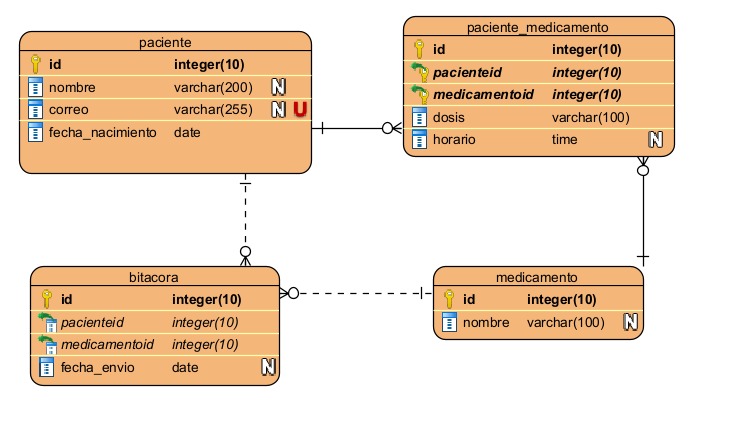 paciente
id integer(10)
nombre varchar(200) N
correo varchar(255) N U
fecha_nacimiento date
paciente_medicamento
id integer(10)
pacienteid integer(10)
medicamentoid integer(10)
dosis varchar(100)
horario time N
bitacora
id integer(10)
pacienteid integer(10)
medicamentoid integer(10)
fecha_envio date N
medicamento
id integer(10)
nombre varchar(100) N